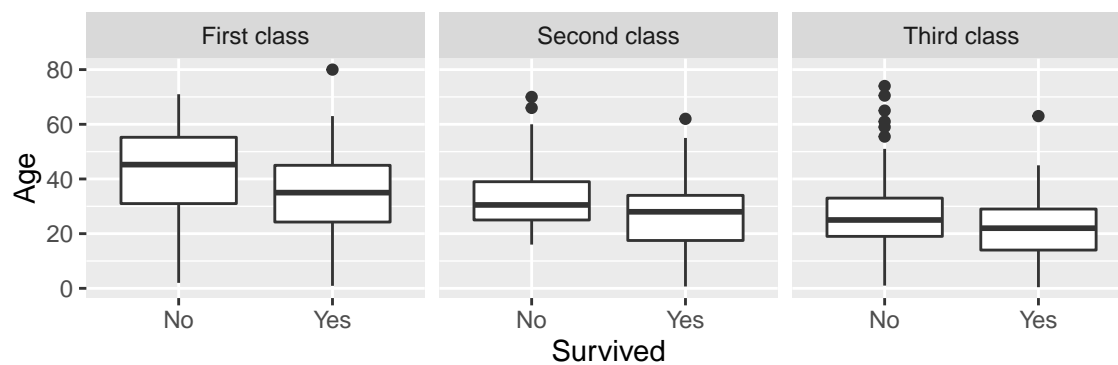 First class
Second class
Third class
Age
80
60
40
20
0
No
Yes
No
Yes
No
Yes
Survived